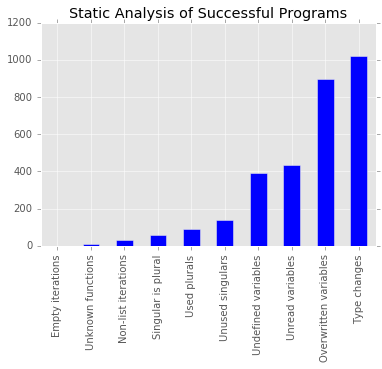 Static Analysis of Successful Programs
1200
1000
800
600
400
200
0
Empty iterations
Unknown functions
Non-list iterations
Singular is plural
Used plurals
Unused singulars
Undefined variables
Unread variables
Overwritten variables
Type changes